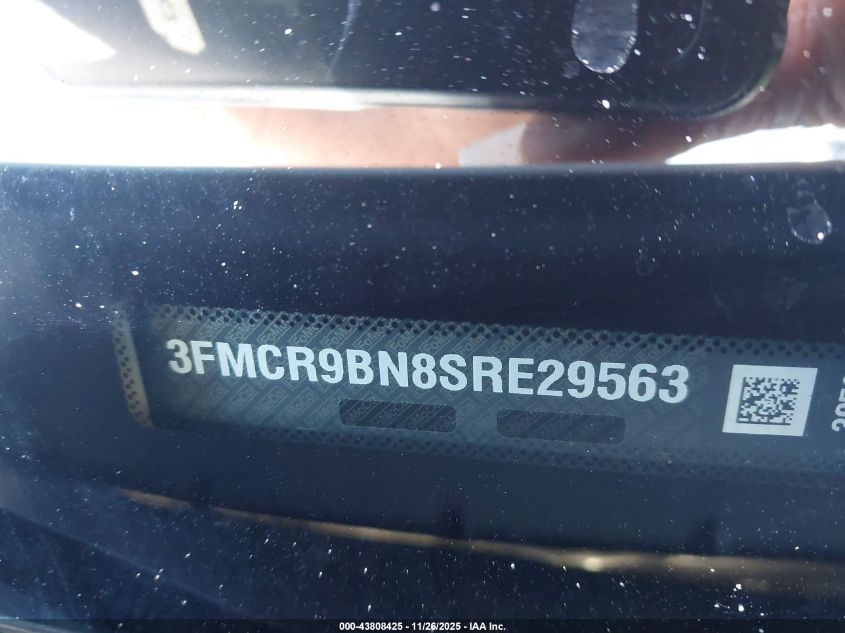 3FMCR9BN8SRE29563
000-43808425 - 11/26/2025 - IAA Inc.